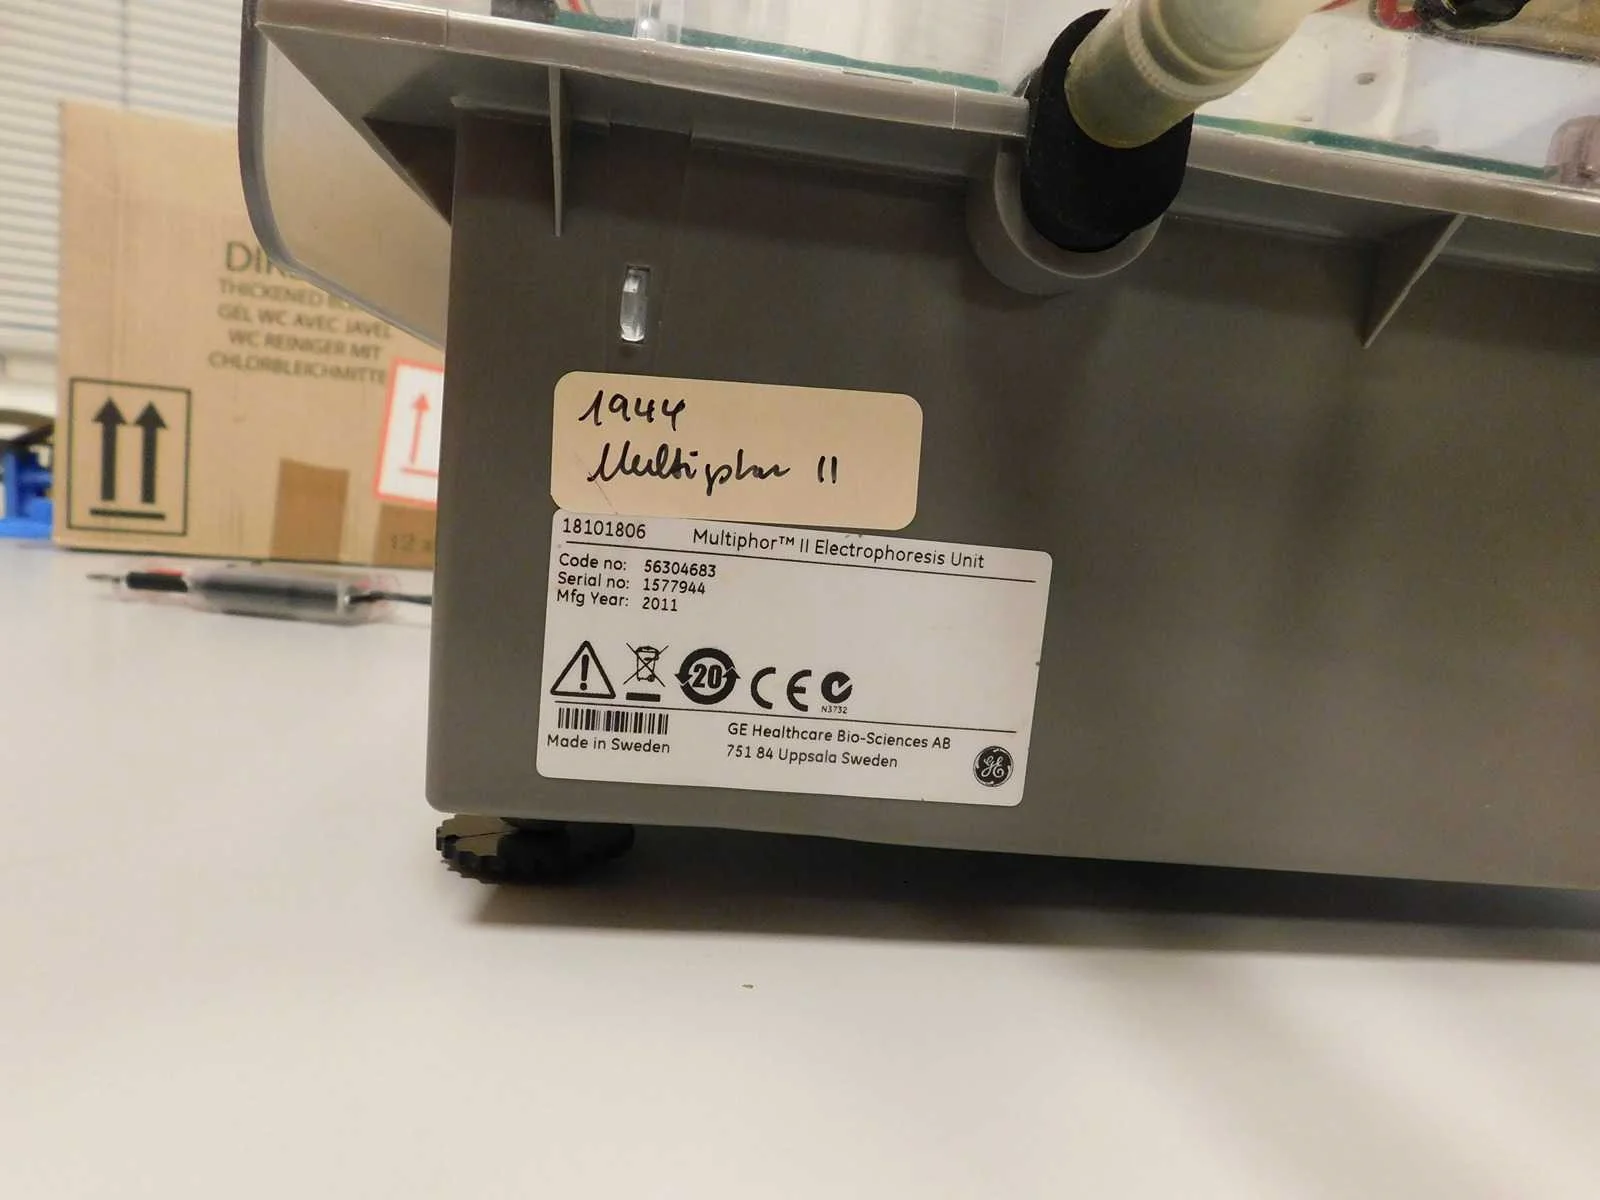 THICKENED
GEL WC AVEC JAVEL
WC REINIGER MIT
1944
Multiphor II
18101806 Multiphor™ II Electrophoresis Unit
Code no: 56304683
Serial no: 1577944
Mfg Year: 2011
20
CE
N3732
Made in Sweden
GE Healthcare Bio-Sciences AB
751 84 Uppsala Sweden
GE
12